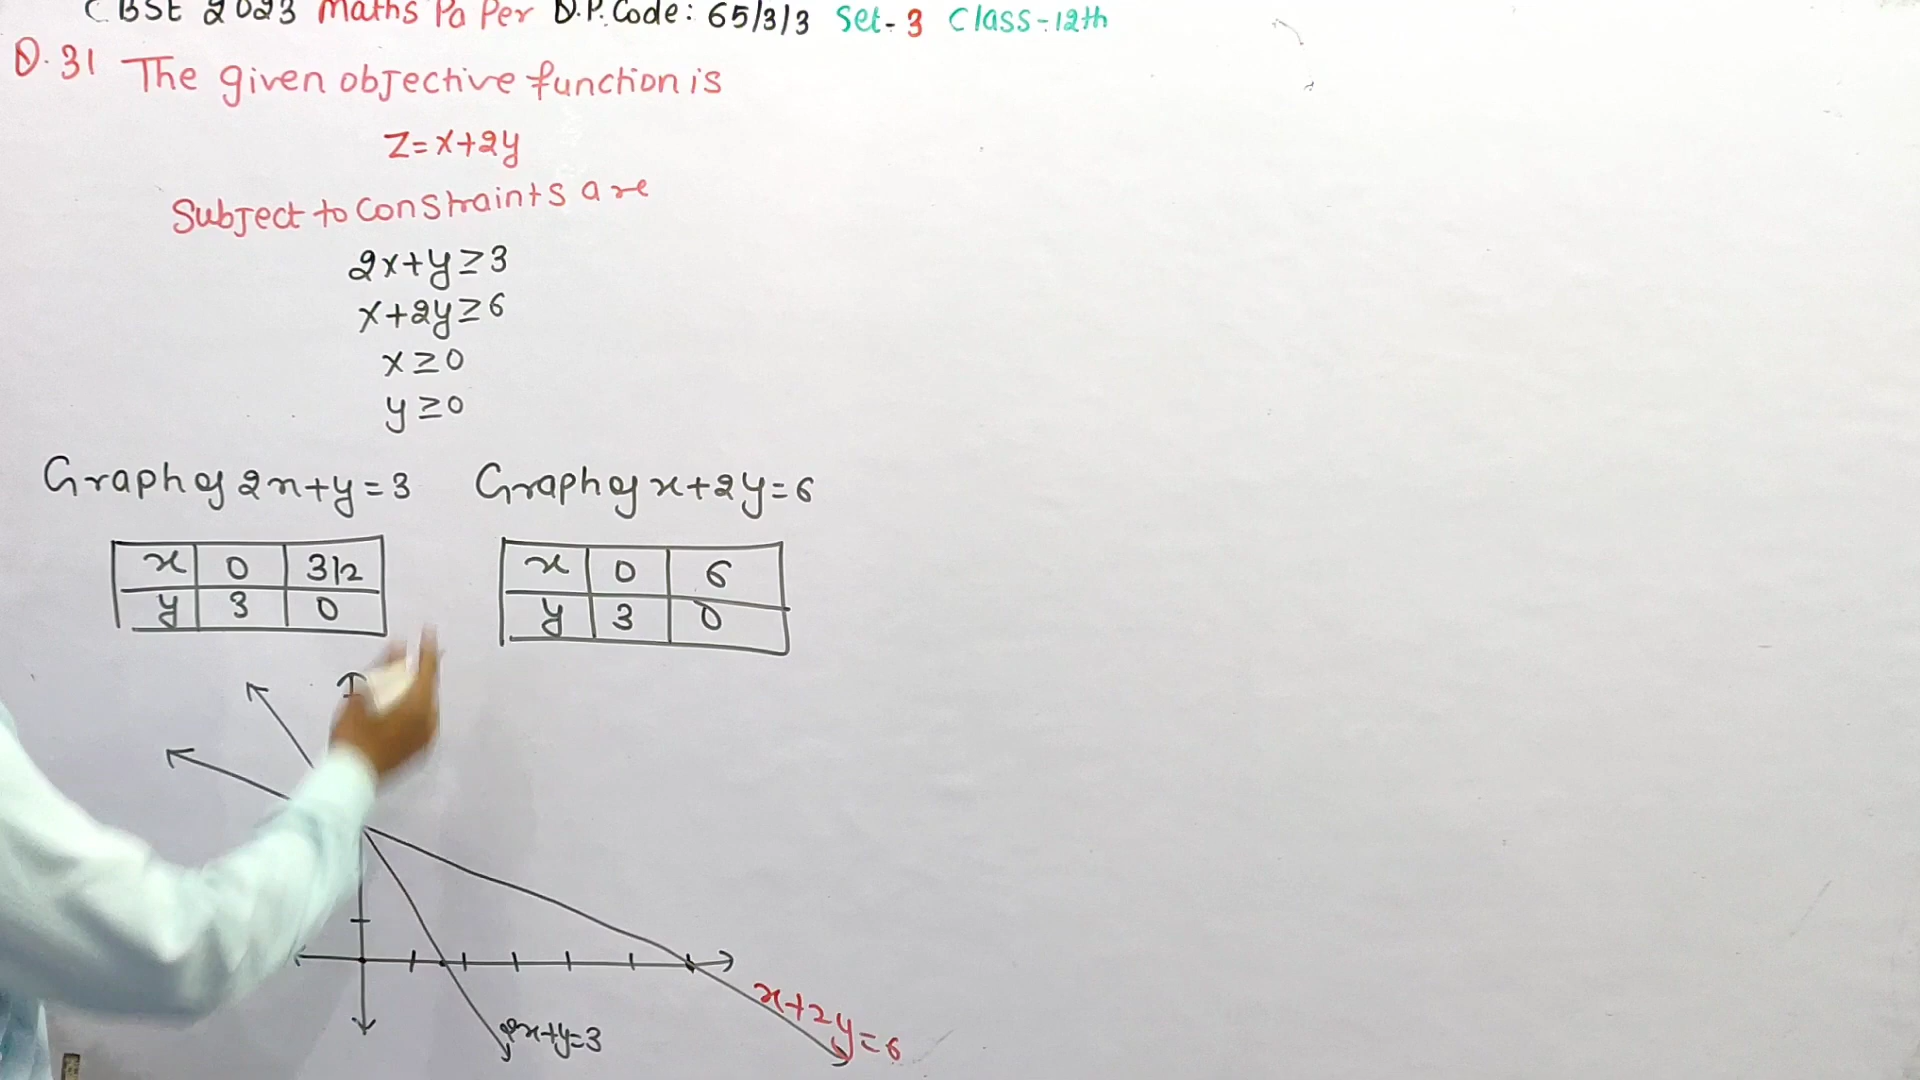 CBSE 2023 Maths Paper Q.P. Code: 65/3/3 Set-3 Class-12th
Q.31 The given objective function is
Z=x+2y
Subject to constraints are
2x+y≥3
x+2y≥6
x≥0
y≥0
Graph of 2x+y=3 Graph of x+2y=6
x 0 3/2
y 3 0
x 0 6
y 3 0
x+2y=6
2x+y=3